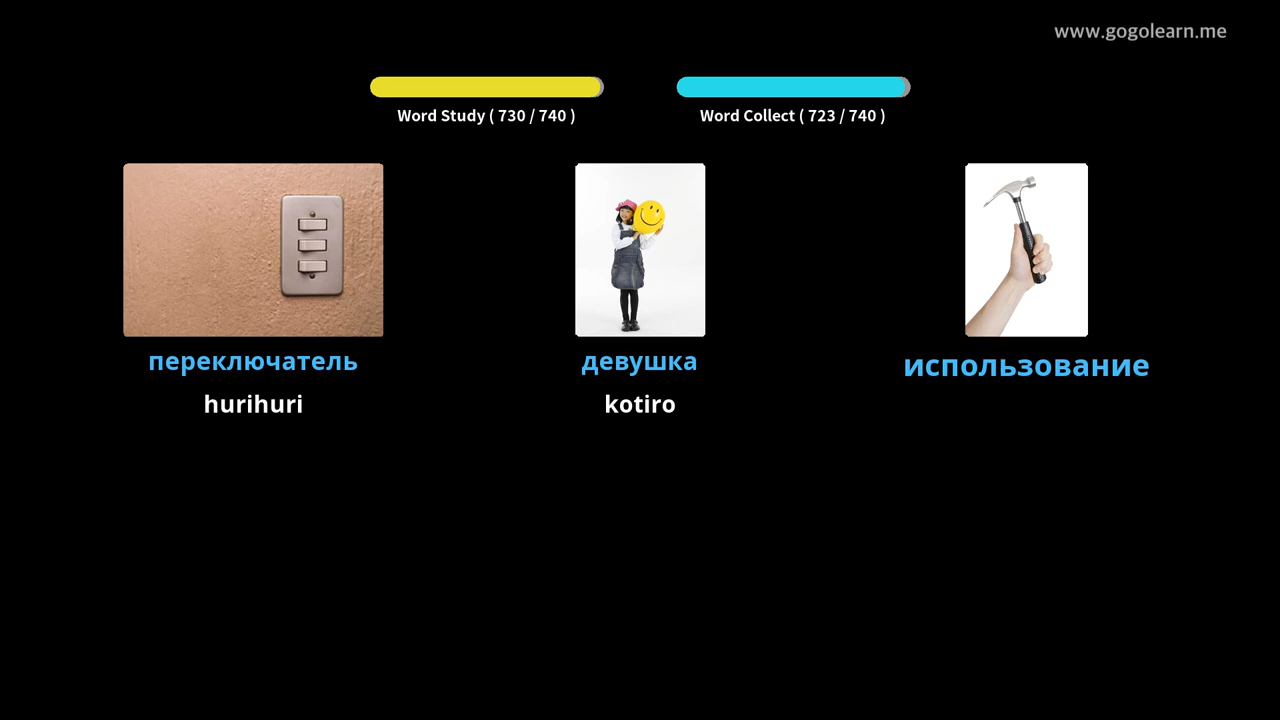 www.gogolearn.me
Word Study ( 730 / 740 )
Word Collect ( 723 / 740 )
переключатель
девушка
использование
hurihuri
kotiro